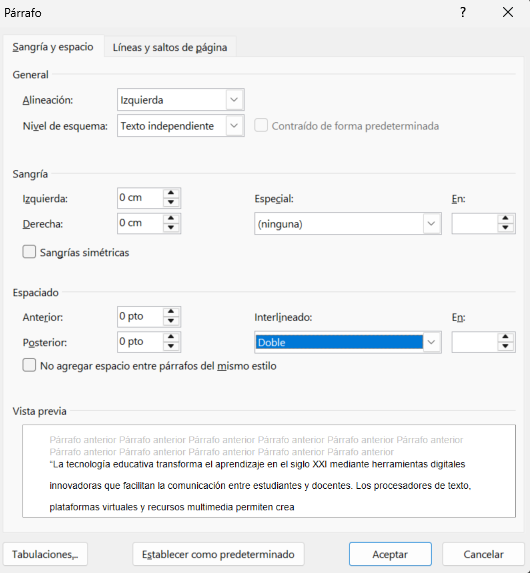 Párrafo ? X
Sangría y espacio Líneas y saltos de página
General
Alineación: Izquierda
Nivel de esquema: Texto independiente Contraído de forma predeterminada
Sangría
Izquierda: 0 cm Especial: En:
Derecha: 0 cm (ninguna)
Sangrías simétricas
Espaciado
Anterior: 0 pto Interlineado: En:
Posterior: 0 pto Doble
No agregar espacio entre párrafos del mismo estilo
Vista previa
Párrafo anterior Párrafo anterior Párrafo anterior Párrafo anterior Párrafo anterior Párrafo anterior
Párrafo anterior Párrafo anterior Párrafo anterior Párrafo anterior Párrafo anterior
“La tecnología educativa transforma el aprendizaje en el siglo XXI mediante herramientas digitales
innovadoras que facilitan la comunicación entre estudiantes y docentes. Los procesadores de texto,
plataformas virtuales y recursos multimedia permiten crea
Tabulaciones... Establecer como predeterminado Aceptar Cancelar